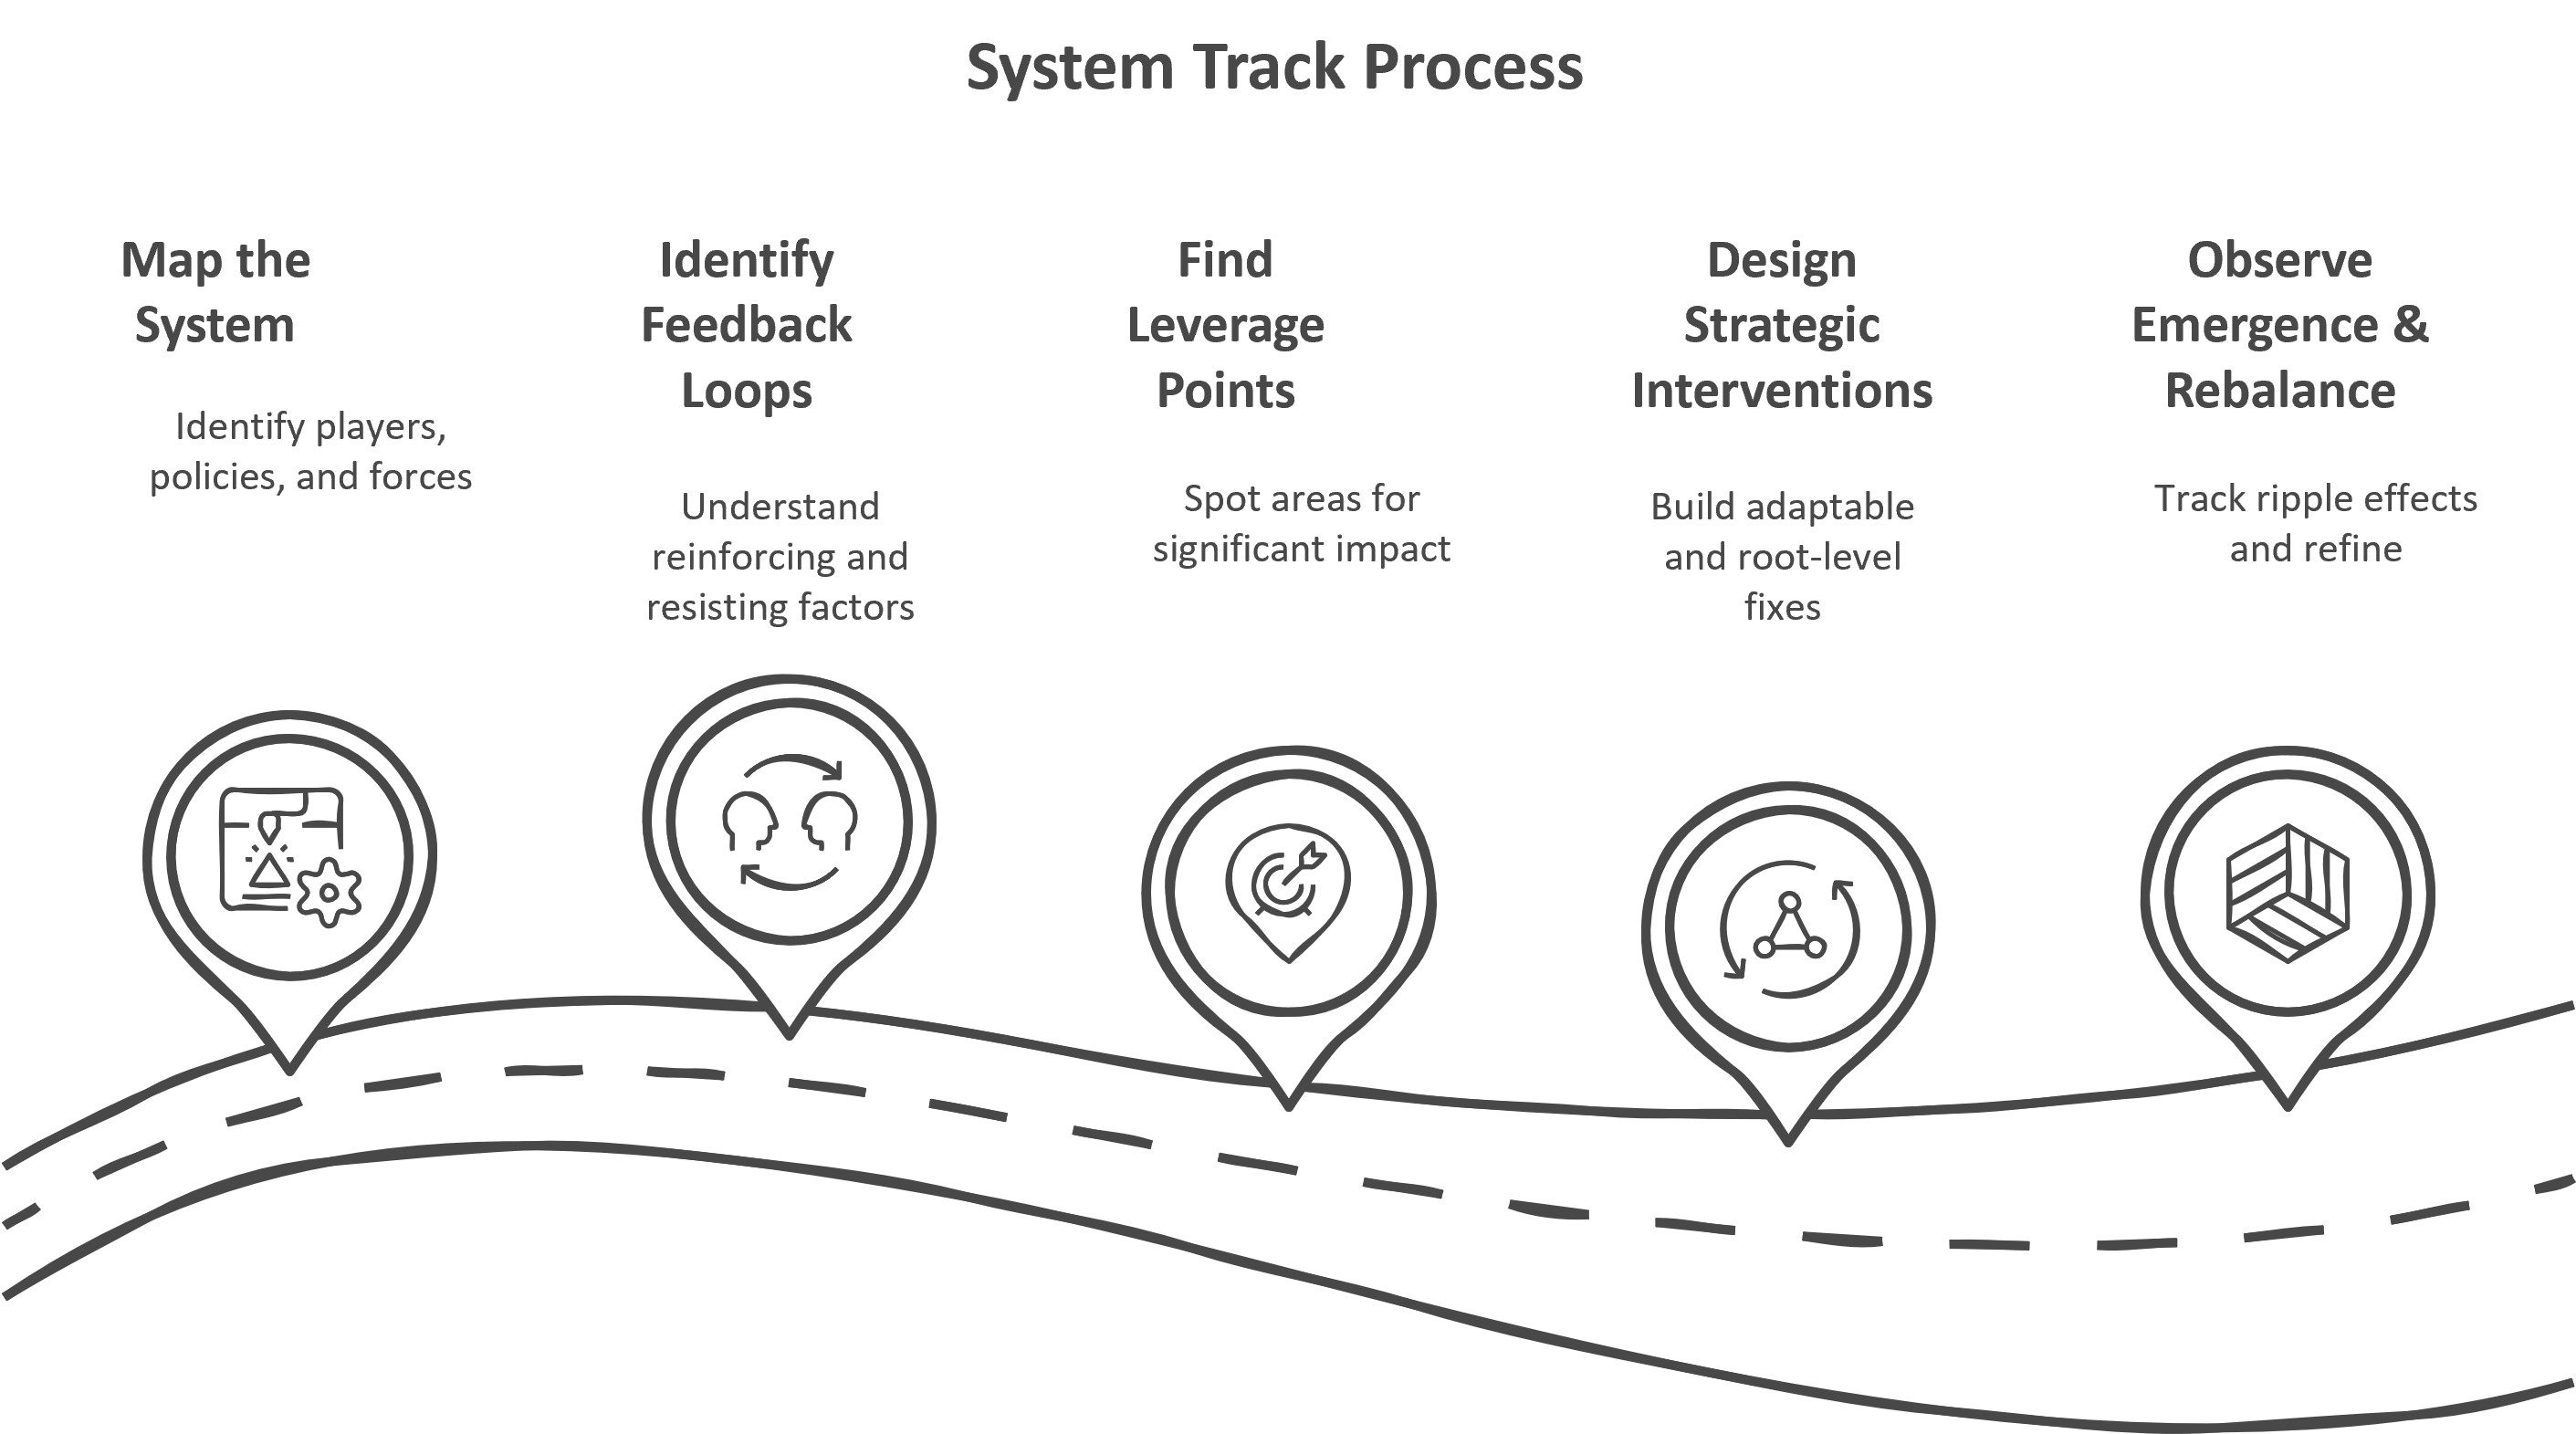 System Track Process
Map the
System
Identify players,
policies, and forces
Identify
Feedback
Loops
Understand
reinforcing and
resisting factors
Find
Leverage
Points
Spot areas for
significant impact
Design
Strategic
Interventions
Build adaptable
and root-level
fixes
Observe
Emergence &
Rebalance
Track ripple effects
and refine